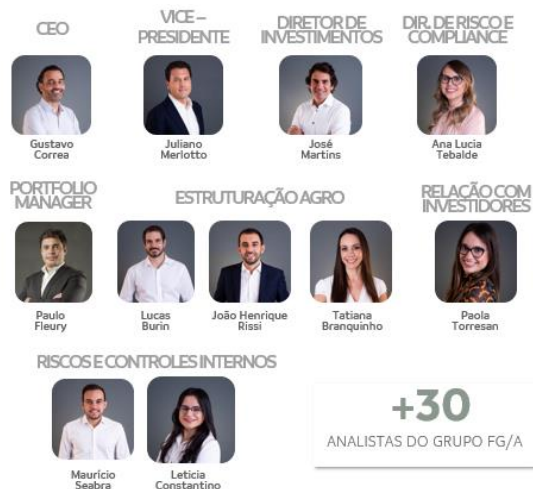 CEO
VICE –
PRESIDENTE
DIRETOR DE
INVESTIMENTOS
DIR. DE RISCO E
COMPLIANCE
Gustavo
Correa
Juliano
Merlotto
José
Martins
Ana Lucia
Tebalde
PORTFOLIO
MANAGER
ESTRUTURAÇÃO AGRO
RELAÇÃO COM
INVESTIDORES
Paulo
Fleury
Lucas
Burin
João Henrique
Rissi
Tatiana
Branquinho
Paola
Torresan
RISCOS E CONTROLES INTERNOS
Maurício
Seabra
Leticia
Constantino
+30
ANALISTAS DO GRUPO FG/A